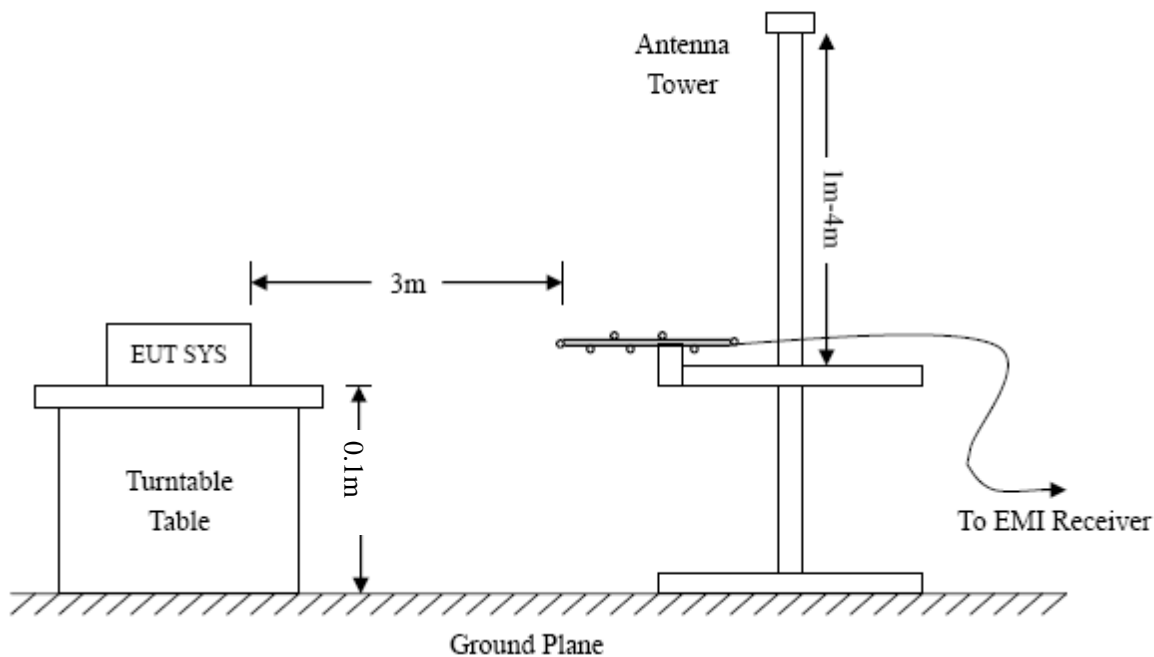 Antenna
Tower
1m-4m
3m
EUT SYS
0.1m
Turntable
Table
To EMI Receiver
Ground Plane